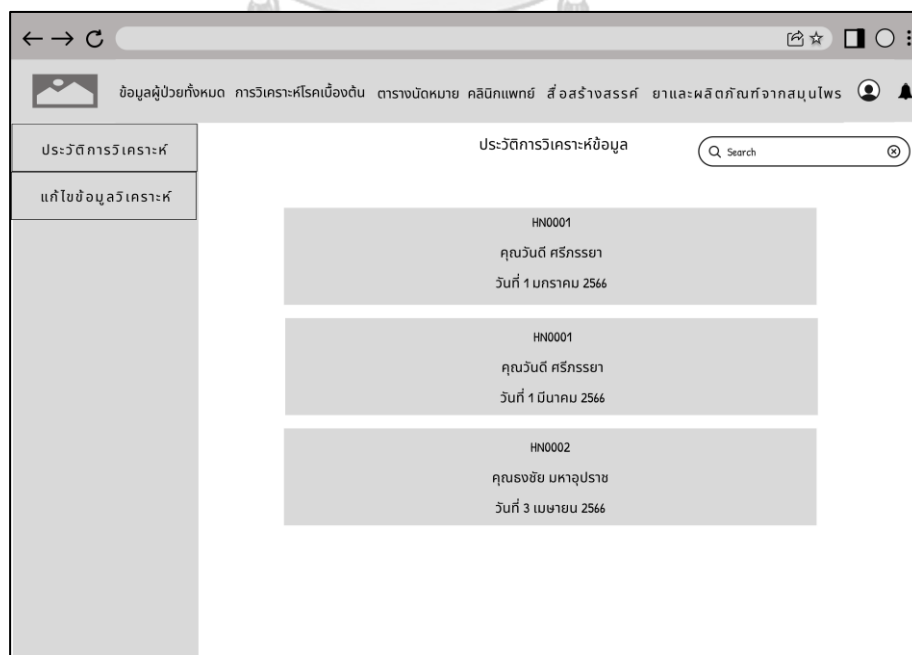 ข้อมูลผู้ป่วยทั้งหมด การวิเคราะห์โรคเบื้องต้น ตารางนัดหมาย คลินิกแพทย์ สื่อสร้างสรรค์ ยาและผลิตภัณฑ์จากสมุนไพร
ประวัติการวิเคราะห์
แก้ไขข้อมูลวิเคราะห์
ประวัติการวิเคราะห์ข้อมูล
Search
HN0001
คุณวันดี ศรีภรรยา
วันที่ 1 มกราคม 2566
HN0001
คุณวันดี ศรีภรรยา
วันที่ 1 มีนาคม 2566
HN0002
คุณธงชัย มหาอุปราช
วันที่ 3 เมษายน 2566